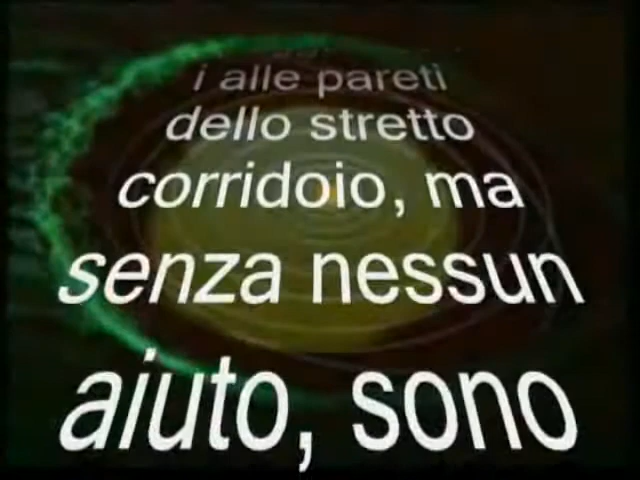 i alle pareti
dello stretto
corridoio, ma
senza nessun
aiuto, sono